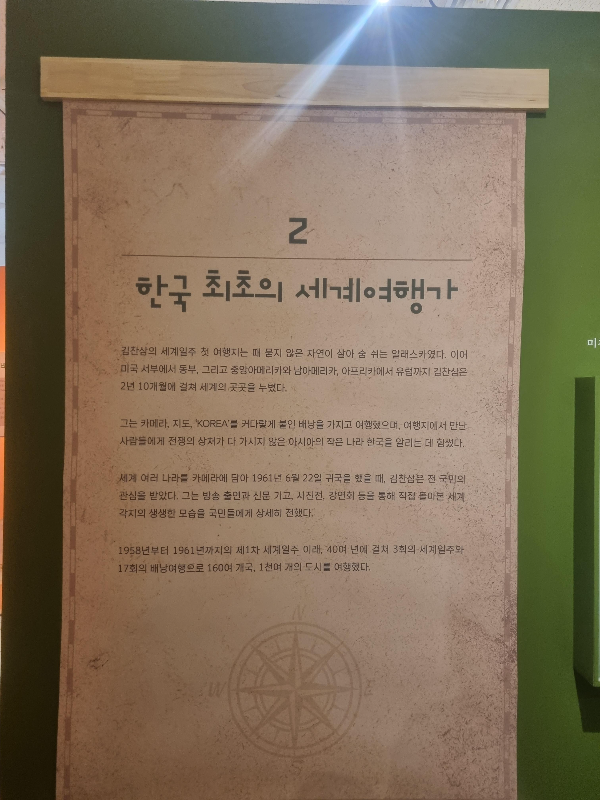 2
한국 최초의 세계여행가
김찬삼의 세계일주 첫 여행지는 때 묻지 않은 자연이 살아 숨 쉬는 알래스카였다. 이어
미국 서부에서 동부, 그리고 중앙아메리카와 남아메리카, 아프리카에서 유럽까지 김찬삼은
2년 10개월에 걸쳐 세계의 곳곳을 누볐다.
그는 카메라, 지도, 'KOREA'를 커다랗게 붙인 배낭을 가지고 여행했으며, 여행지에서 만난
사람들에게 전쟁의 상처가 다 가시지 않은 아시아의 작은 나라 한국을 알리는 데 힘썼다.
세계 여러 나라를 카메라에 담아 1961년 6월 22일 귀국을 했을 때, 김찬삼은 전 국민의
관심을 받았다. 그는 방송 출연과 신문 기고, 사진전, 강연회 등을 통해 직접 돌아본 세계
각지의 생생한 모습을 국민들에게 상세히 전했다.
1958년부터 1961년까지의 제1차 세계일주 이래, 40여 년에 걸쳐 3회의 세계일주와
17회의 배낭여행으로 160여 개국, 1천여 개의 도시를 여행했다.
N
W
E